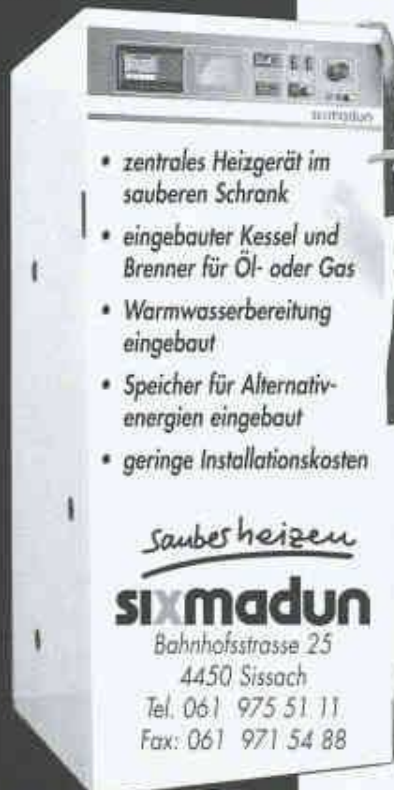 sixmadun
• zentrales Heizgerät im
sauberen Schrank
• eingebauter Kessel und
Brenner für Öl- oder Gas
• Warmwasserbereitung
eingebaut
• Speicher für Alternativ-
energien eingebaut
• geringe Installationskosten
sauber heizen
sixmadun
Bahnhofstrasse 25
4450 Sissach
Tel. 061 975 51 11
Fax: 061 971 54 88